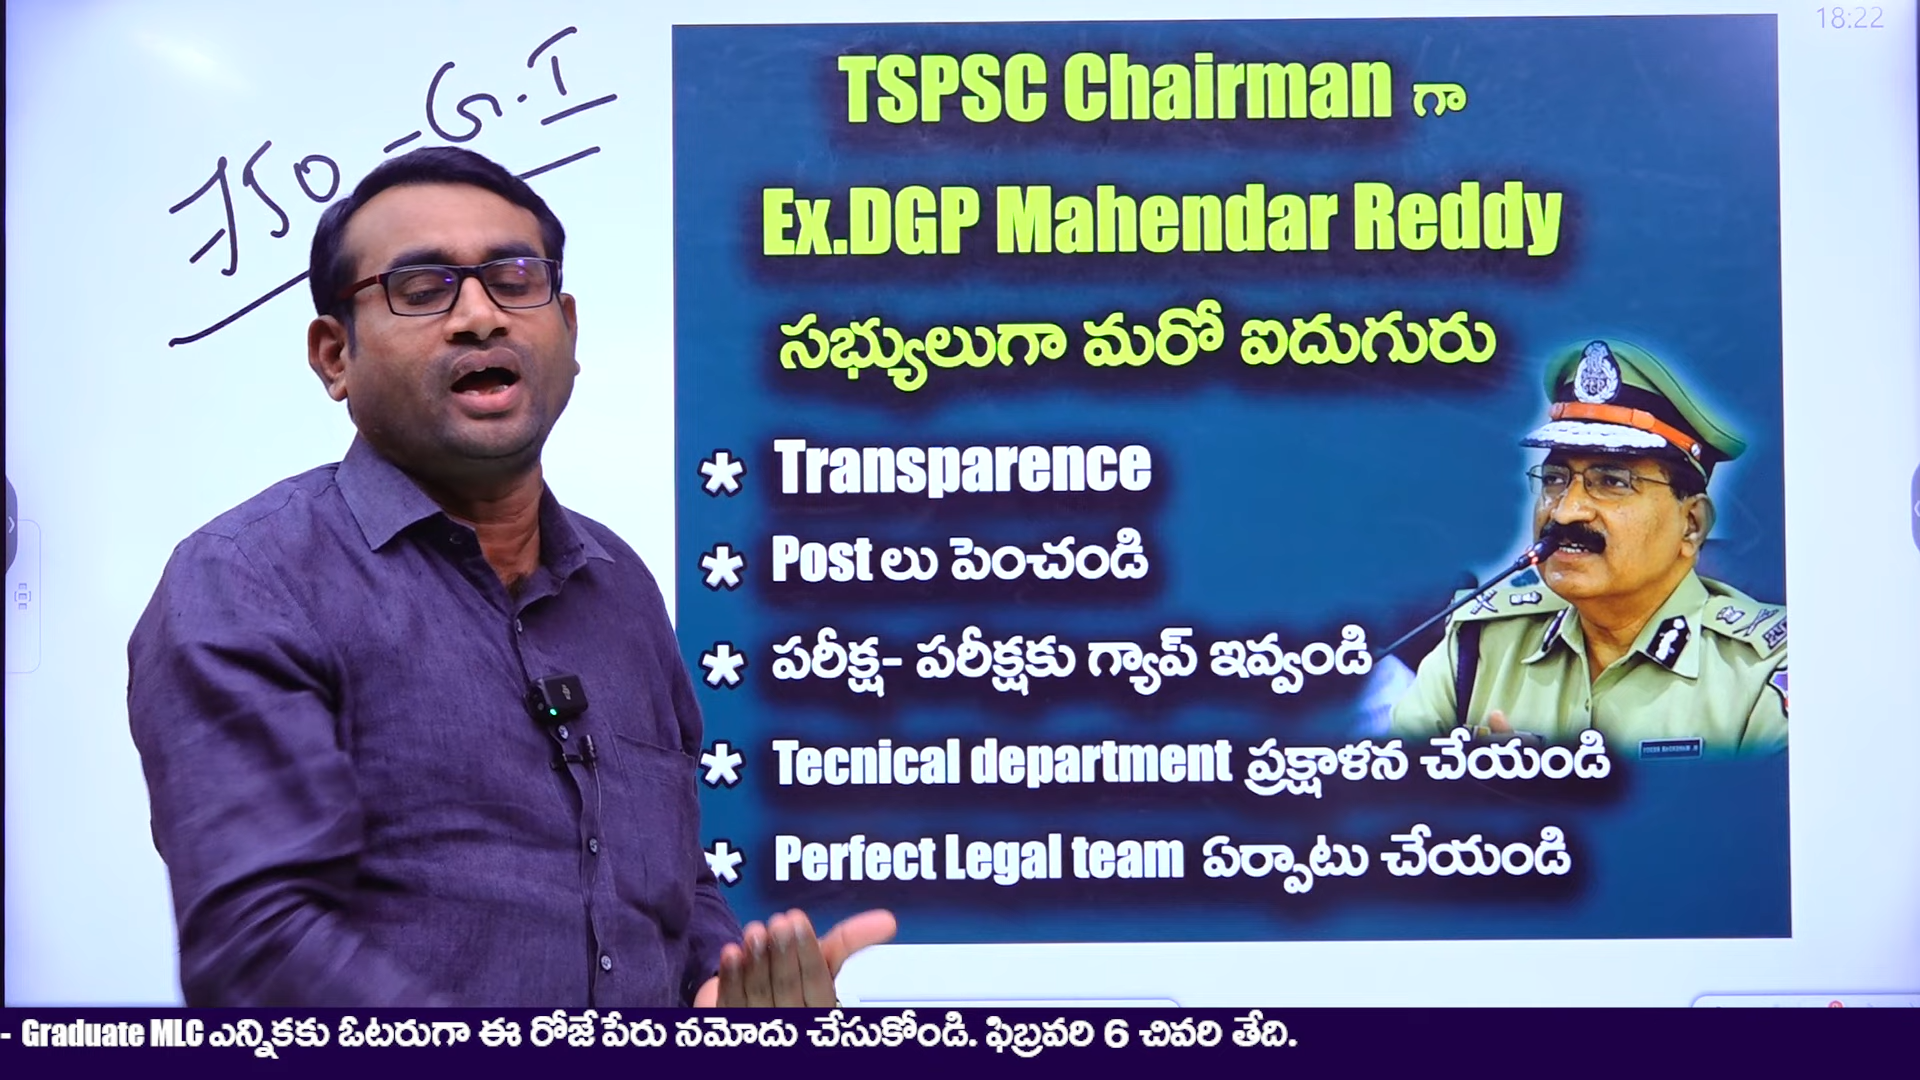 18:22
750 - G.I
TSPSC Chairman గా
Ex.DGP Mahendar Reddy
సభ్యులుగా మరో ఐదుగురు
* Transparence
* Post లు పెంచండి
* పరీక్ష- పరీక్షకు గ్యాప్ ఇవ్వండి
* Tecnical department ప్రక్షాళన చేయండి
* Perfect Legal team ఏర్పాటు చేయండి
- Graduate MLC ఎన్నికకు ఓటరుగా ఈ రోజే పేరు నమోదు చేసుకోండి. ఫిబ్రవరి 6 చివరి తేది.